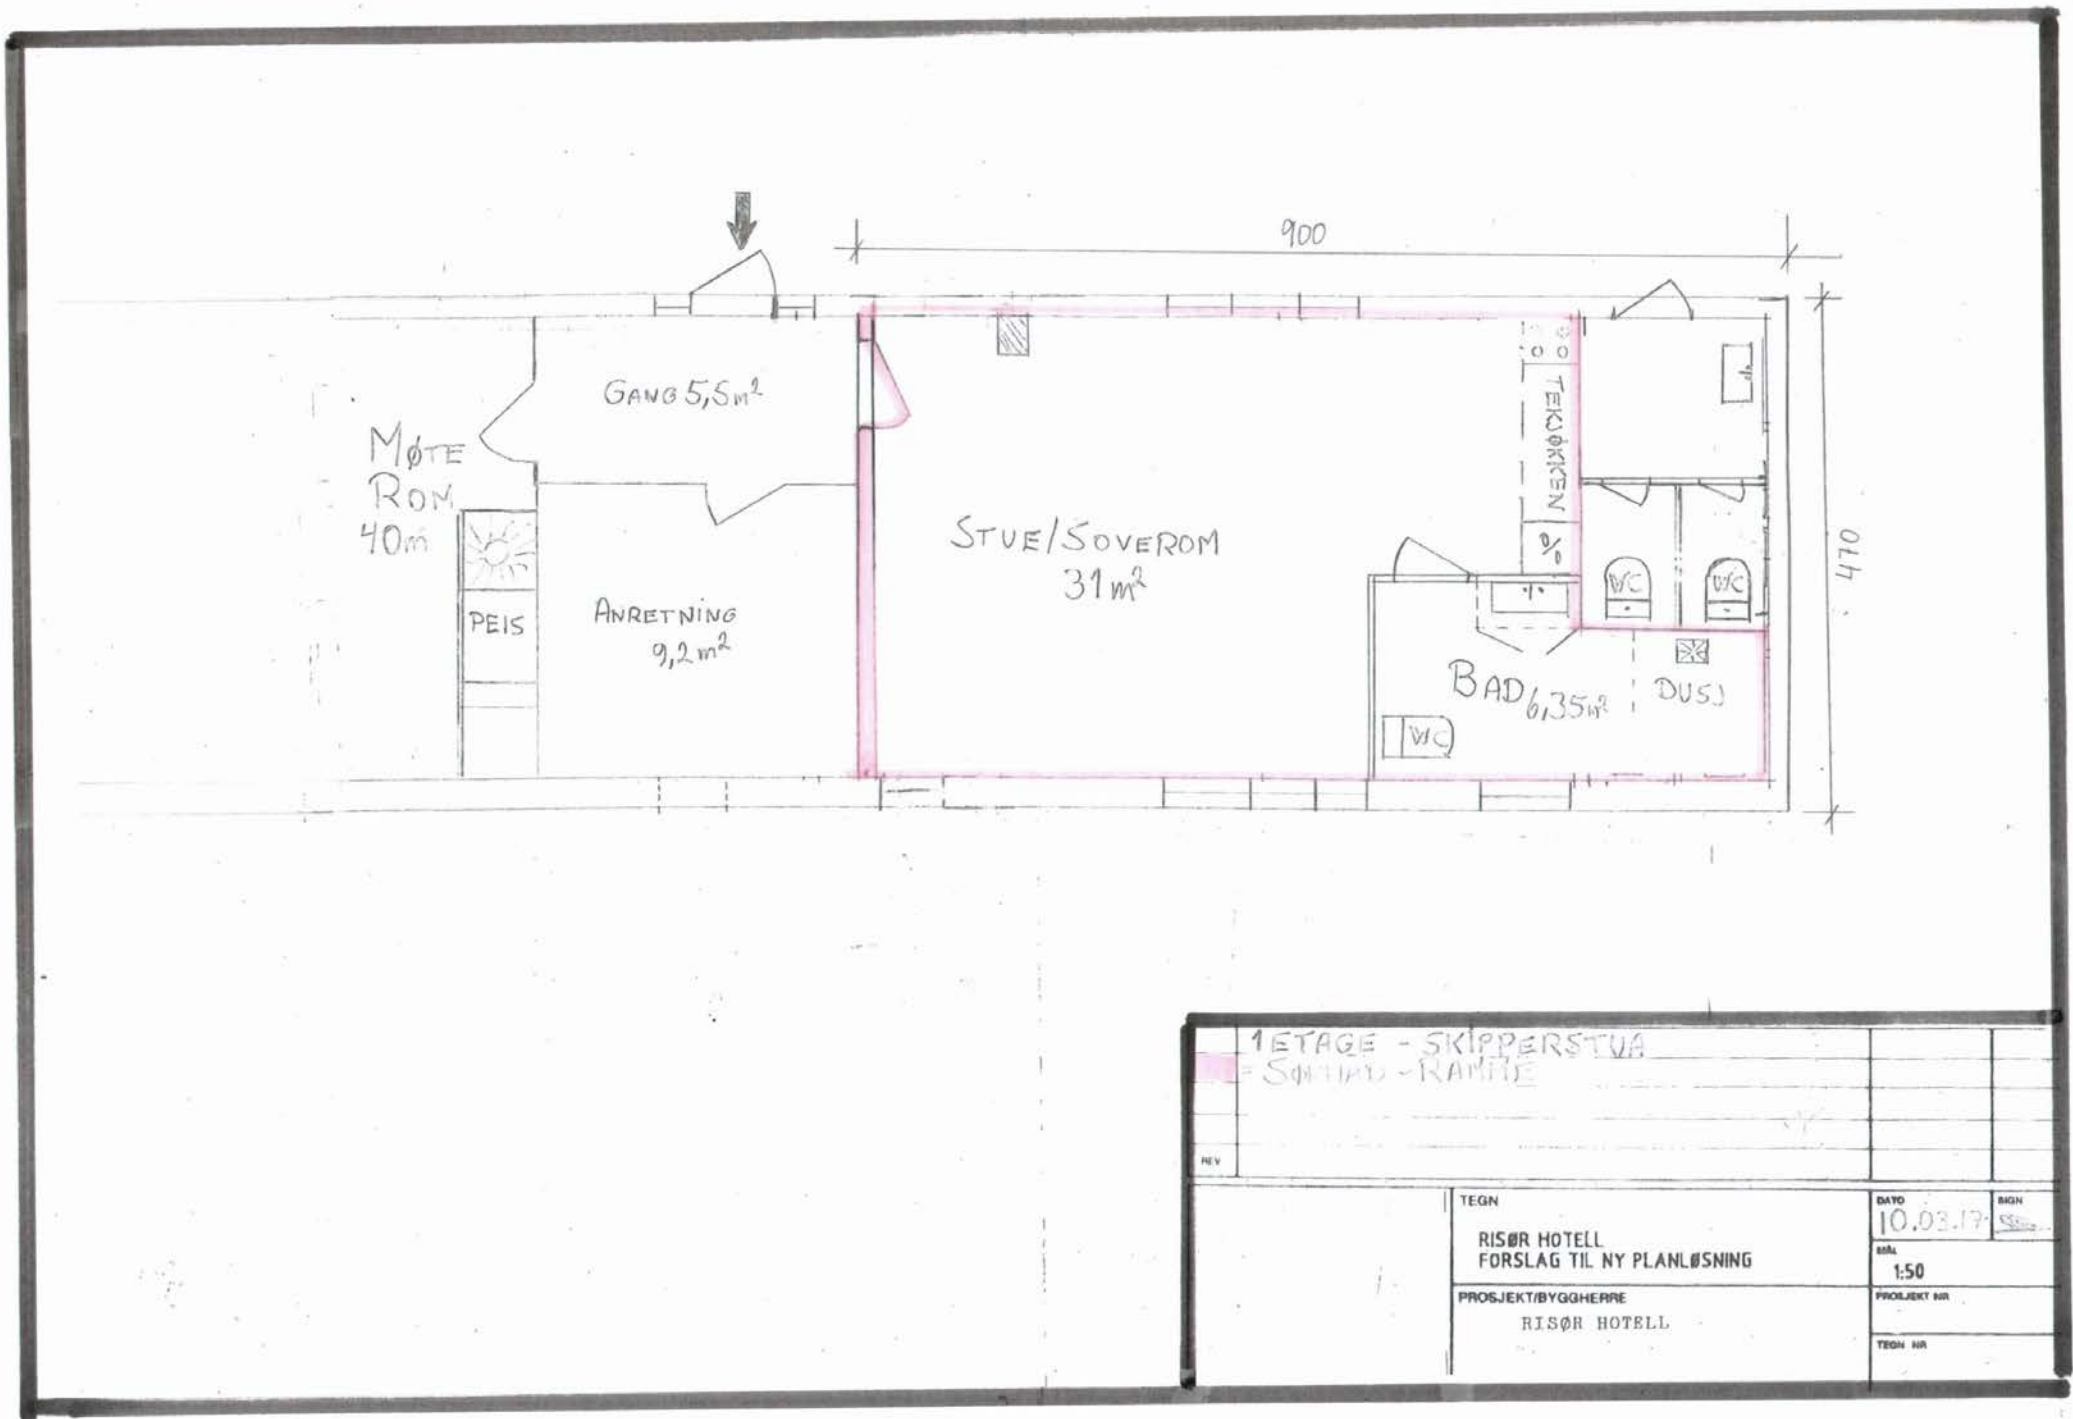 900
GANG 5,5m²
MØTE
ROM
40m
TEKJØKKEN
STUE/SOVEROM
31m²
470
WC
WC
PEIS
ANRETNING
9,2m²
BAD 6,35m²
DUSJ
WC
1 ETAGE - SKIPPERSTUA
REV
TEGN
RISØR HOTELL
FORSLAG TIL NY PLANLØSNING
DATO
10.03.17
SIGN
MÅL
1:50
PROSJEKT/BYGGHERRE
RISØR HOTELL
PROSJEKT NR
TEGN NR